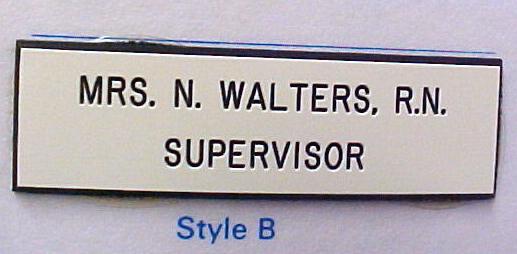 MRS. N. WALTERS, R.N.
SUPERVISOR
Style B